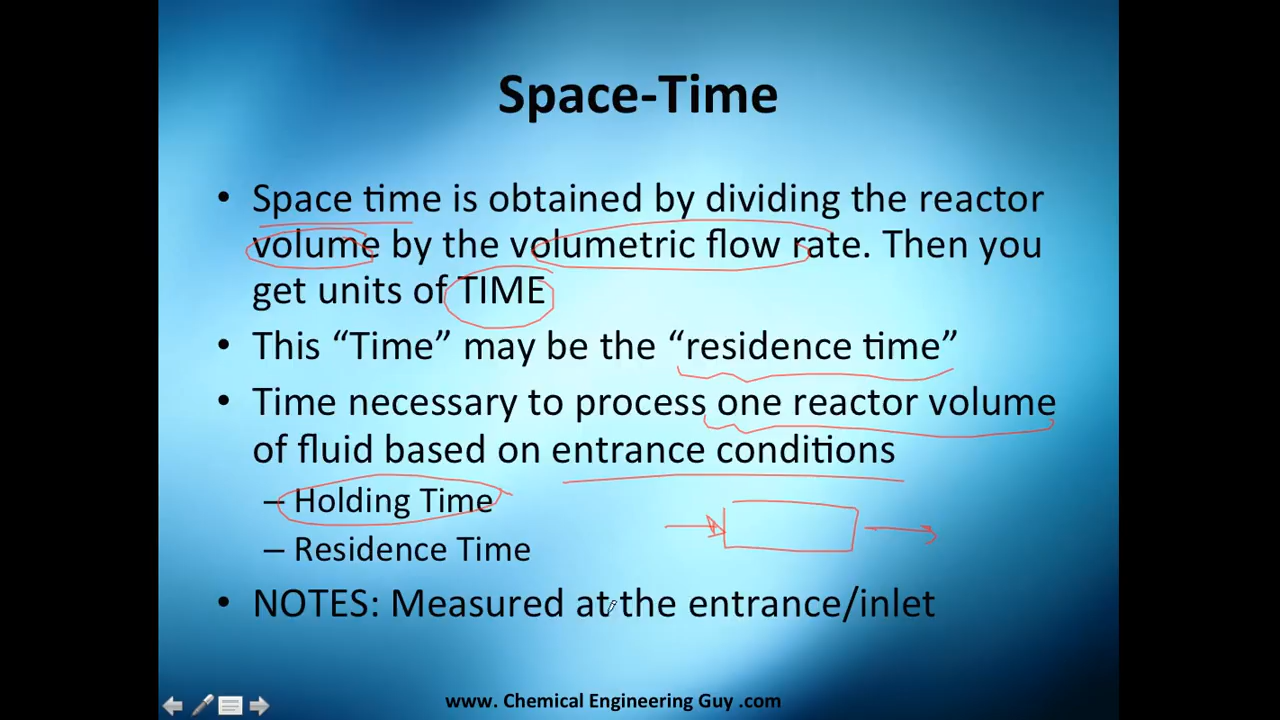 Space-Time
• Space time is obtained by dividing the reactor
volume by the volumetric flow rate. Then you
get units of TIME
• This “Time” may be the “residence time”
• Time necessary to process one reactor volume
of fluid based on entrance conditions
– Holding Time
– Residence Time
• NOTES: Measured at the entrance/inlet
www. Chemical Engineering Guy .com